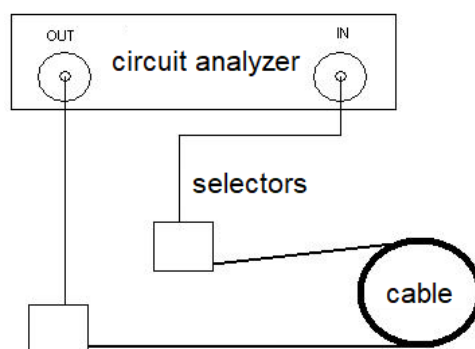 OUT
IN
circuit analyzer
selectors
cable